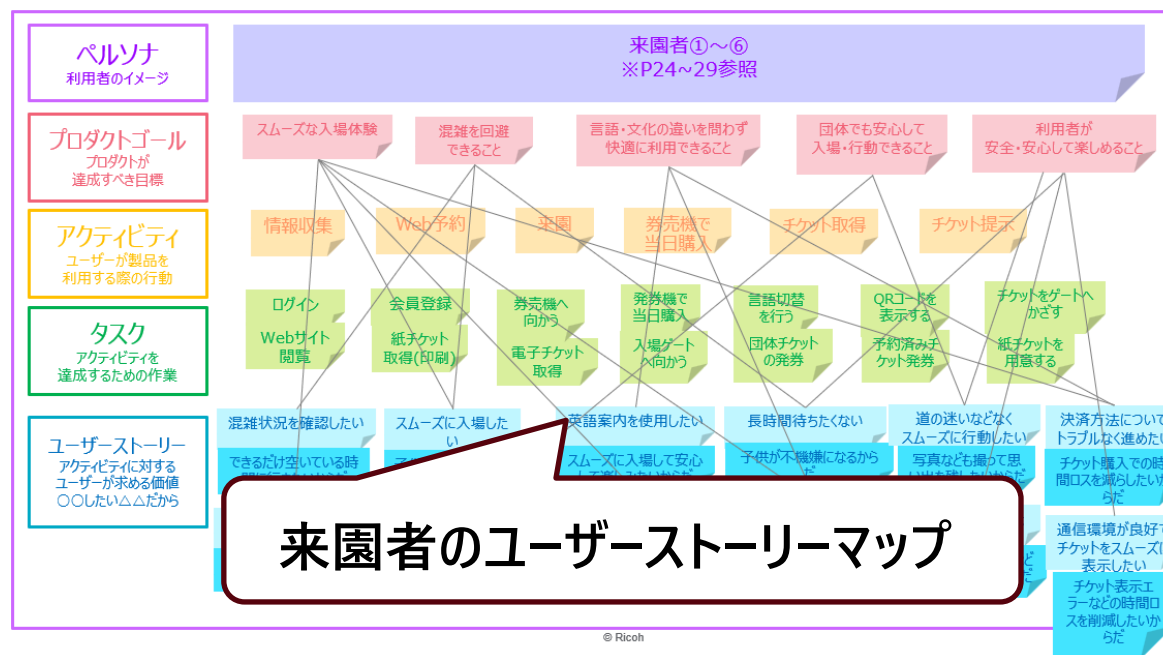 ペルソナ
利用者のイメージ
来園者①～⑥
※P24~29参照
プロダクトゴール
プロダクトが
達成すべき目標
スムーズな入場体験
混雑を回避
できること
言語・文化の違いを問わず
快適に利用できること
団体でも安心して
入場・行動できること
利用者が
安全・安心して楽しめること
アクティビティ
ユーザーが製品を
利用する際の行動
情報収集
Web予約
来園
券売機で
当日購入
チケット取得
チケット提示
タスク
アクティビティを
達成するための作業
ログイン
Webサイト
閲覧
会員登録
紙チケット
取得(印刷)
券売機へ
向かう
電子チケット
取得
発券機で
当日購入
入場ゲート
へ向かう
言語切替
を行う
団体チケット
の発券
QRコードを
表示する
予約済みチ
ケット発券
チケットをゲートへ
かざす
紙チケットを
用意する
ユーザーストーリー
アクティビティに対する
ユーザーが求める価値
〇〇したい△△だから
混雑状況を確認したい
できるだけ空いている時
スムーズに入場した
い
英語案内を使用したい
スムーズに入場して安心
長時間待ちたくない
子供が不機嫌になるから
だ
道の迷いなどなく
スムーズに行動したい
写真なども撮って思
決済方法について
トラブルなく進めたい
チケット購入での時
間ロスを減らしたいか
らだ
通信環境が良好で
チケットをスムーズに
表示したい
チケット表示エ
ラーなどの時間ロ
スを削減したいか
らだ
来園者のユーザーストーリーマップ
© Ricoh